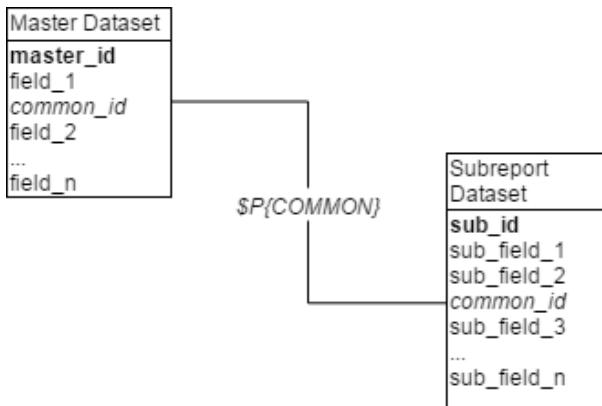 Master Dataset
master_id
field_1
common_id
field_2
...
field_n
$P{COMMON}
Subreport
Dataset
sub_id
sub_field_1
sub_field_2
common_id
sub_field_3
...
sub_field_n